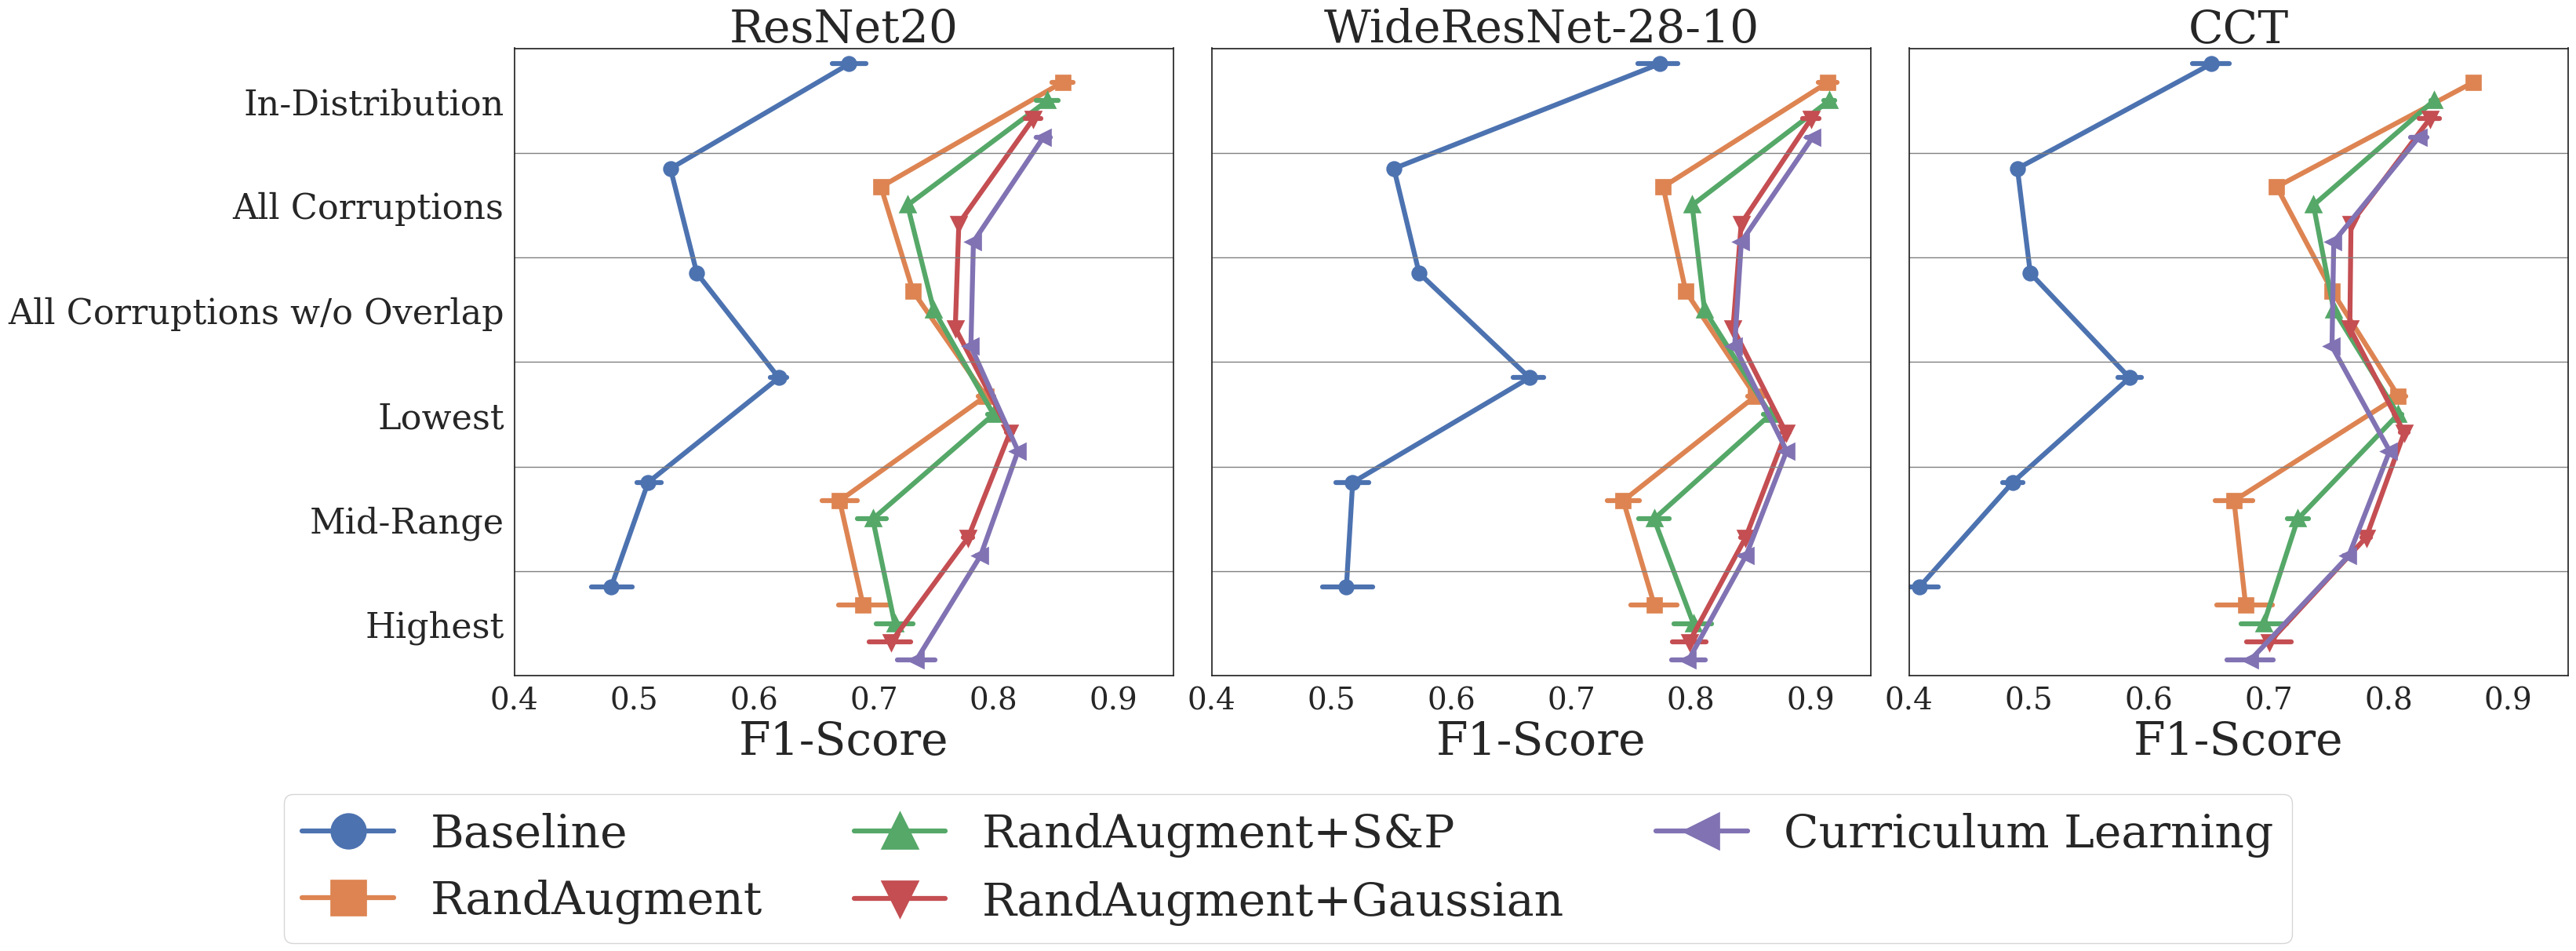 ResNet20
WideResNet-28-10
CCT
In-Distribution
All Corruptions
All Corruptions w/o Overlap
Lowest
Mid-Range
Highest
0.4 0.5 0.6 0.7 0.8 0.9
0.4 0.5 0.6 0.7 0.8 0.9
0.4 0.5 0.6 0.7 0.8 0.9
F1-Score
F1-Score
F1-Score
Baseline
RandAugment
RandAugment+S&P
RandAugment+Gaussian
Curriculum Learning